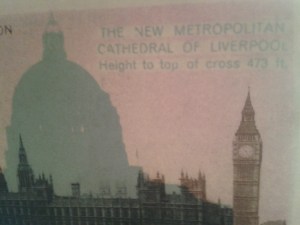 ON
THE NEW METROPOLITAN
CATHEDRAL OF LIVERPOOL
Height to top of cross 473 ft.